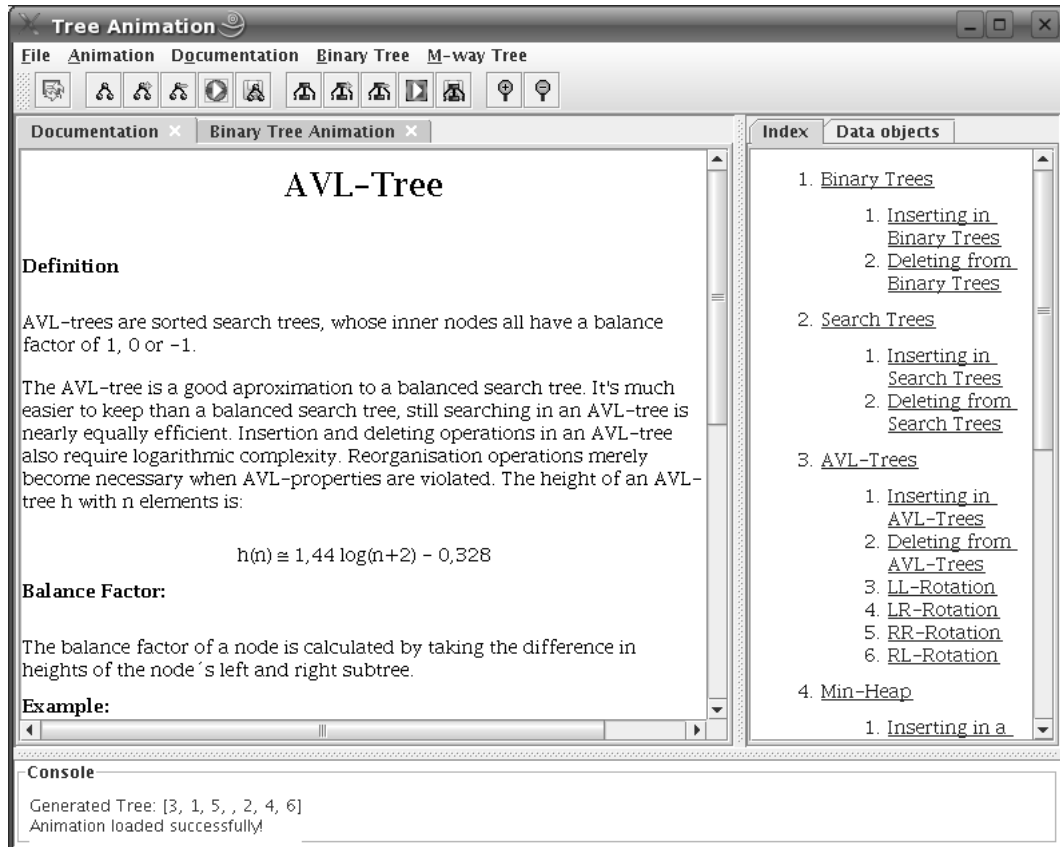 Tree Animation
File Animation Documentation Binary Tree M-way Tree
Documentation
Binary Tree Animation
AVL-Tree
Definition
AVL-trees are sorted search trees, whose inner nodes all have a balance
factor of 1, 0 or -1.
The AVL-tree is a good aproximation to a balanced search tree. It's much
easier to keep than a balanced search tree, still searching in an AVL-tree is
nearly equally efficient. Insertion and deleting operations in an AVL-tree
also require logarithmic complexity. Reorganisation operations merely
become necessary when AVL-properties are violated. The height of an AVL-
tree h with n elements is:
h(n) ≅ 1,44 log(n+2) - 0,328
Balance Factor:
The balance factor of a node is calculated by taking the difference in
heights of the node´s left and right subtree.
Example:
Index
Data objects
1. Binary Trees
1. Inserting in
Binary Trees
2. Deleting from
Binary Trees
2. Search Trees
1. Inserting in
Search Trees
2. Deleting from
Search Trees
3. AVL-Trees
1. Inserting in
AVL-Trees
2. Deleting from
AVL-Trees
3. LL-Rotation
4. LR-Rotation
5. RR-Rotation
6. RL-Rotation
4. Min-Heap
1. Inserting in a
Console
Generated Tree: [3, 1, 5, , 2, 4, 6]
Animation loaded successfully!